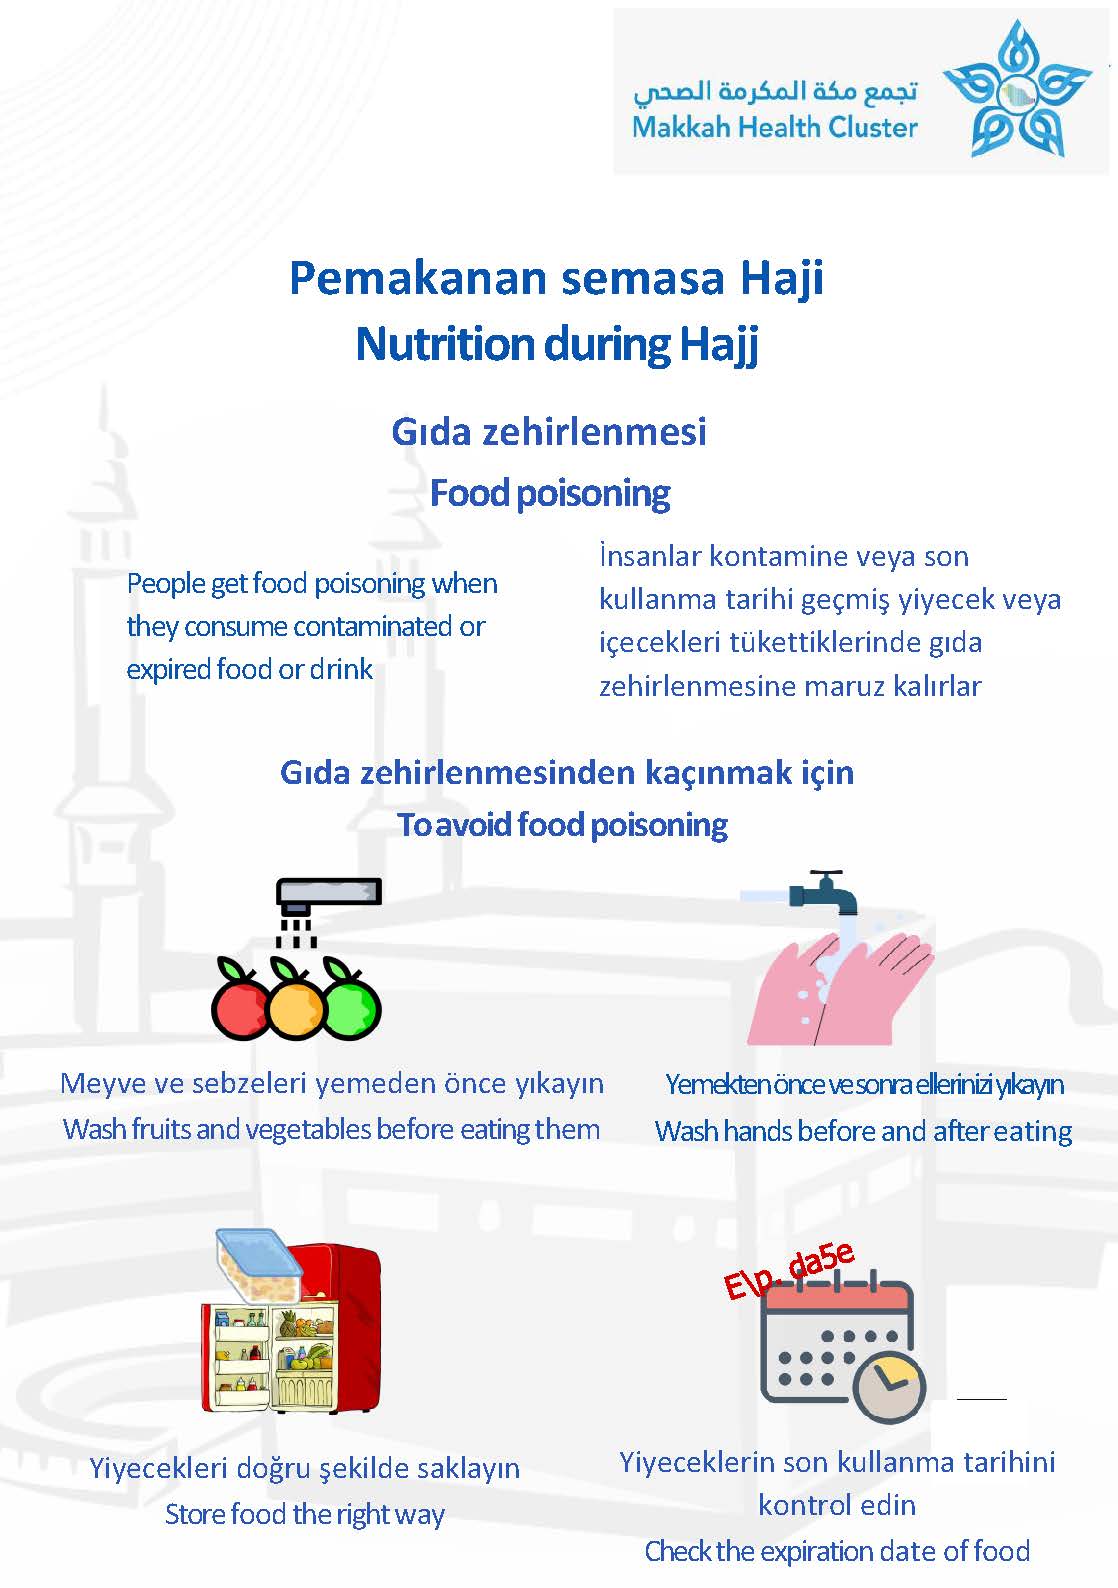 تجمع مكة المكرمة الصحي
Makkah Health Cluster
Pemakanan semasa Haji
Nutrition during Hajj
Gıda zehirlenmesi
Food poisoning
People get food poisoning when
they consume contaminated or
expired food or drink
İnsanlar kontamine veya son
kullanma tarihi geçmiş yiyecek veya
içecekleri tükettiklerinde gıda
zehirlenmesine maruz kalırlar
Gıda zehirlenmesinden kaçınmak için
To avoid food poisoning
Meyve ve sebzeleri yemeden önce yıkayın
Wash fruits and vegetables before eating them
Yemekten önce ve sonra ellerinizi yıkayın
Wash hands before and after eating
Yiyecekleri doğru şekilde saklayın
Store food the right way
E\p. da5e
Yiyeceklerin son kullanma tarihini
kontrol edin
Check the expiration date of food